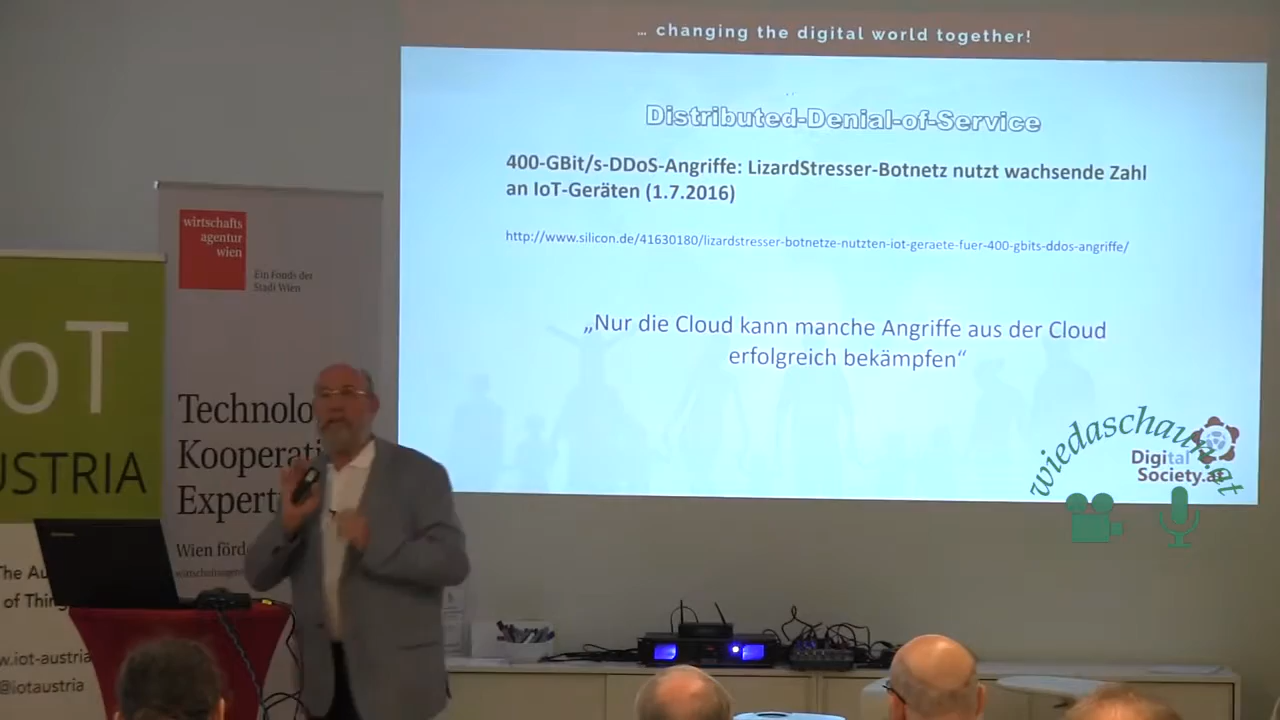 … changing the digital world together!
Distributed-Denial-of-Service
400-GBit/s-DDoS-Angriffe: LizardStresser-Botnetz nutzt wachsende Zahl
an IoT-Geräten (1.7.2016)
http://www.silicon.de/41630180/lizardstresser-botnetze-nutzten-iot-geraete-fuer-400-gbits-ddos-angriffe/
„Nur die Cloud kann manche Angriffe aus der Cloud
erfolgreich bekämpfen“
wiedaschaur.at
Digital
Society.at
wirtschafts
agentur
wien
Ein Fonds der
Stadt Wien
Technolo
Kooperati
Expert
Wien förd
oT
USTRIA
The Au
of Thing
w.iot-austria
@iotaustria